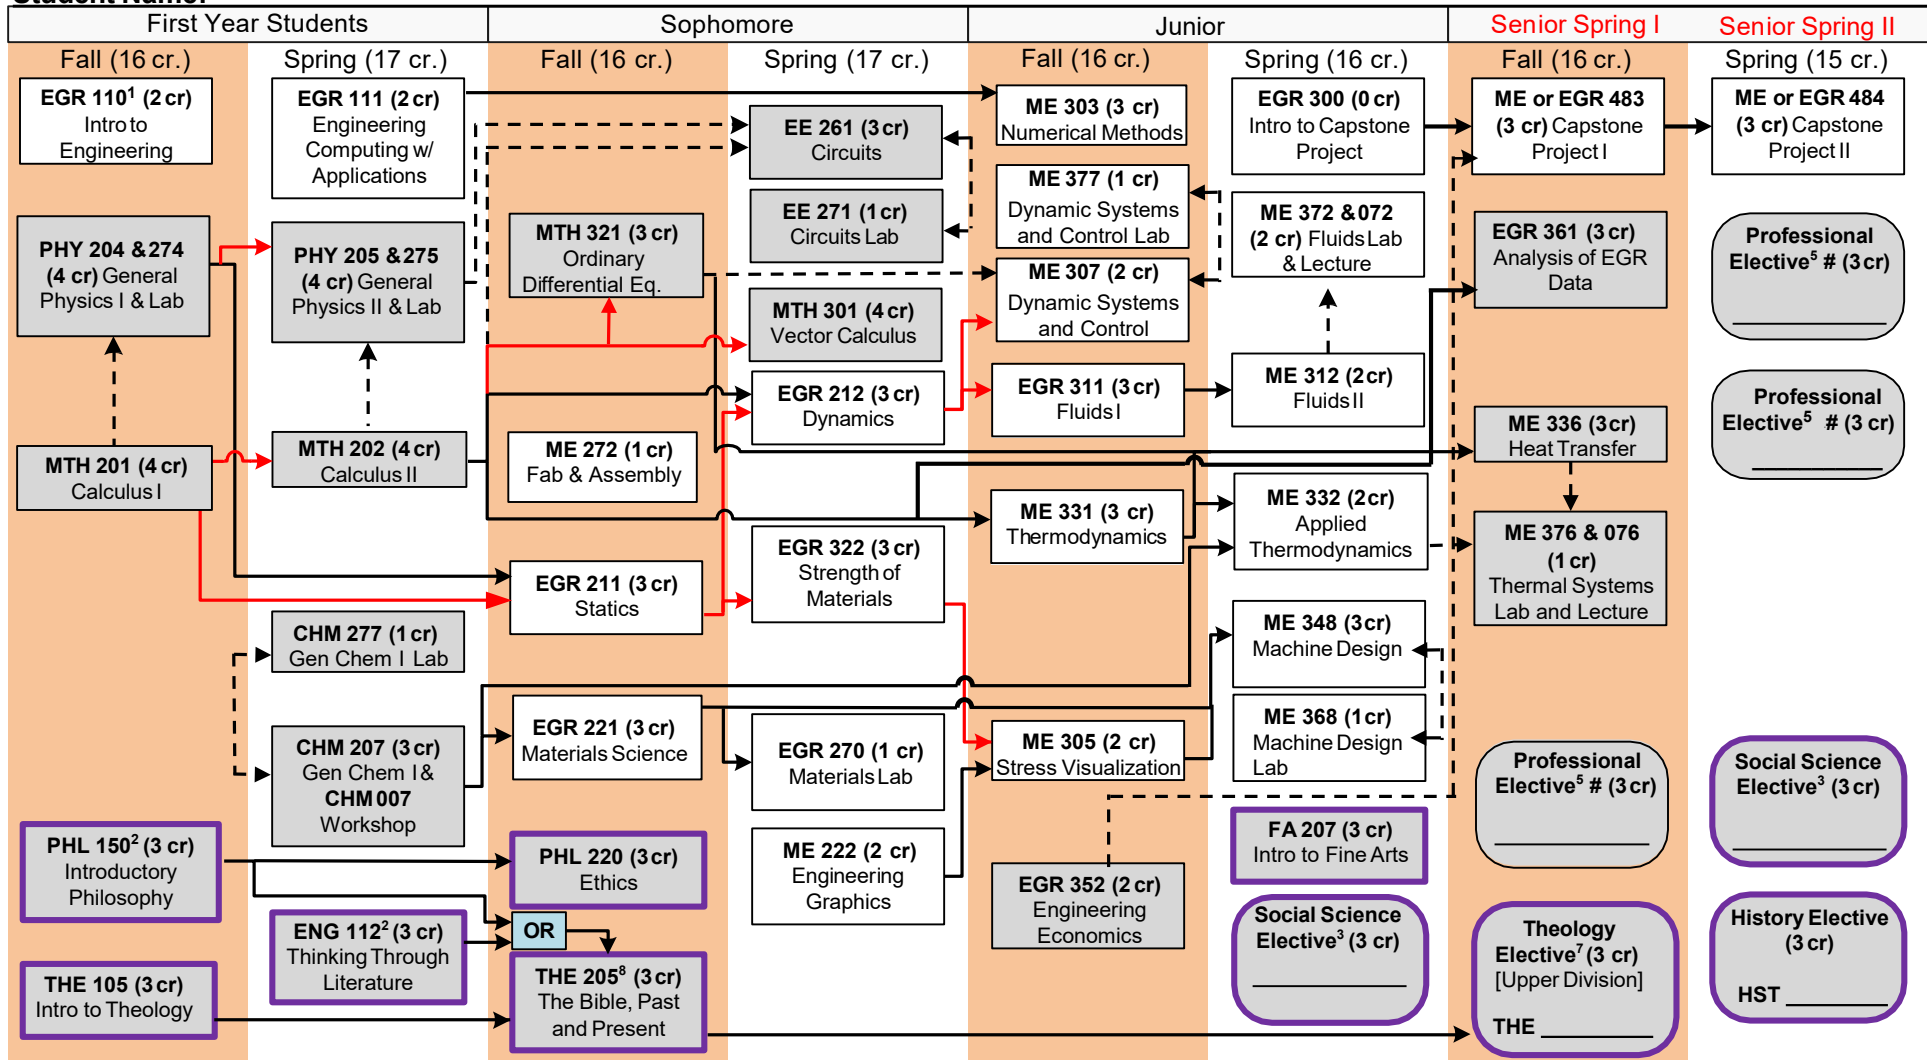 Student Name:
First Year Students
Sophomore
Junior
Senior Spring I
Senior Spring II
Fall (16 cr.)
Spring (17 cr.)
Fall (16 cr.)
Spring (17 cr.)
Fall (16 cr.)
Spring (16 cr.)
Fall (16 cr.)
Spring (15 cr.)
EGR 110¹ (2 cr)
Intro to
Engineering
PHY 204 & 274
(4 cr) General
Physics I & Lab
MTH 201 (4 cr)
Calculus I
PHL 150² (3 cr)
Introductory
Philosophy
THE 105 (3 cr)
Intro to Theology
EGR 111 (2 cr)
Engineering
Computing w/
Applications
PHY 205 & 275
(4 cr) General
Physics II & Lab
MTH 202 (4 cr)
Calculus II
CHM 277 (1 cr)
Gen Chem I Lab
CHM 207 (3 cr)
Gen Chem I &
CHM 007
Workshop
ENG 112² (3 cr)
Thinking Through
Literature
MTH 321 (3 cr)
Ordinary
Differential Eq.
ME 272 (1 cr)
Fab & Assembly
EGR 211 (3 cr)
Statics
EGR 221 (3 cr)
Materials Science
PHL 220 (3 cr)
Ethics
OR
THE 205⁸ (3 cr)
The Bible, Past
and Present
EE 261 (3 cr)
Circuits
EE 271 (1 cr)
Circuits Lab
MTH 301 (4 cr)
Vector Calculus
EGR 212 (3 cr)
Dynamics
EGR 322 (3 cr)
Strength of
Materials
EGR 270 (1 cr)
Materials Lab
ME 222 (2 cr)
Engineering
Graphics
ME 303 (3 cr)
Numerical Methods
ME 377 (1 cr)
Dynamic Systems
and Control Lab
ME 307 (2 cr)
Dynamic Systems
and Control
EGR 311 (3 cr)
Fluids I
ME 331 (3 cr)
Thermodynamics
ME 305 (2 cr)
Stress Visualization
EGR 352 (2 cr)
Engineering
Economics
EGR 300 (0 cr)
Intro to Capstone
Project
ME 372 & 072
(2 cr) Fluids Lab
& Lecture
ME 312 (2 cr)
Fluids II
ME 332 (2 cr)
Applied
Thermodynamics
ME 348 (3 cr)
Machine Design
ME 368 (1 cr)
Machine Design
Lab
FA 207 (3 cr)
Intro to Fine Arts
Social Science
Elective³ (3 cr)
ME or EGR 483
(3 cr) Capstone
Project I
EGR 361 (3 cr)
Analysis of EGR
Data
ME 336 (3 cr)
Heat Transfer
ME 376 & 076
(1 cr)
Thermal Systems
Lab and Lecture
Professional
Elective⁵ # (3 cr)
Theology
Elective⁷ (3 cr)
[Upper Division]
THE
ME or EGR 484
(3 cr) Capstone
Project II
Professional
Elective⁵ # (3 cr)
Professional
Elective⁵ # (3 cr)
Social Science
Elective³ (3 cr)
History Elective
(3 cr)
HST